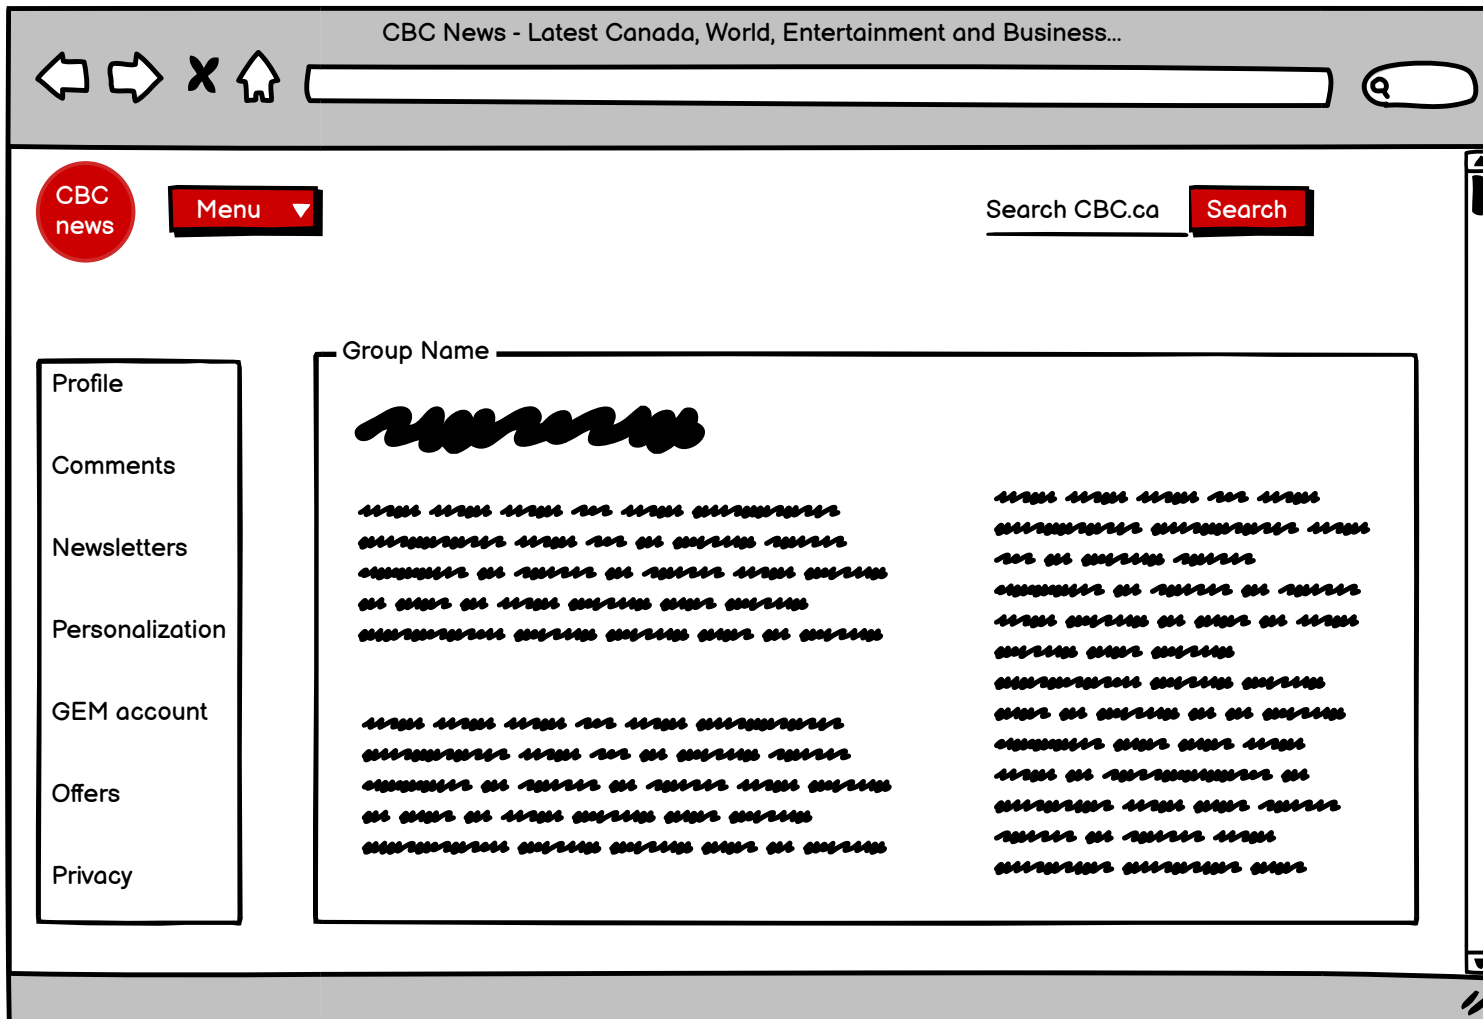 CBC News - Latest Canada, World, Entertainment and Business...
CBC
news
Menu
Search CBC.ca
Search
Group Name
Profile
Comments
Newsletters
Personalization
GEM account
Offers
Privacy